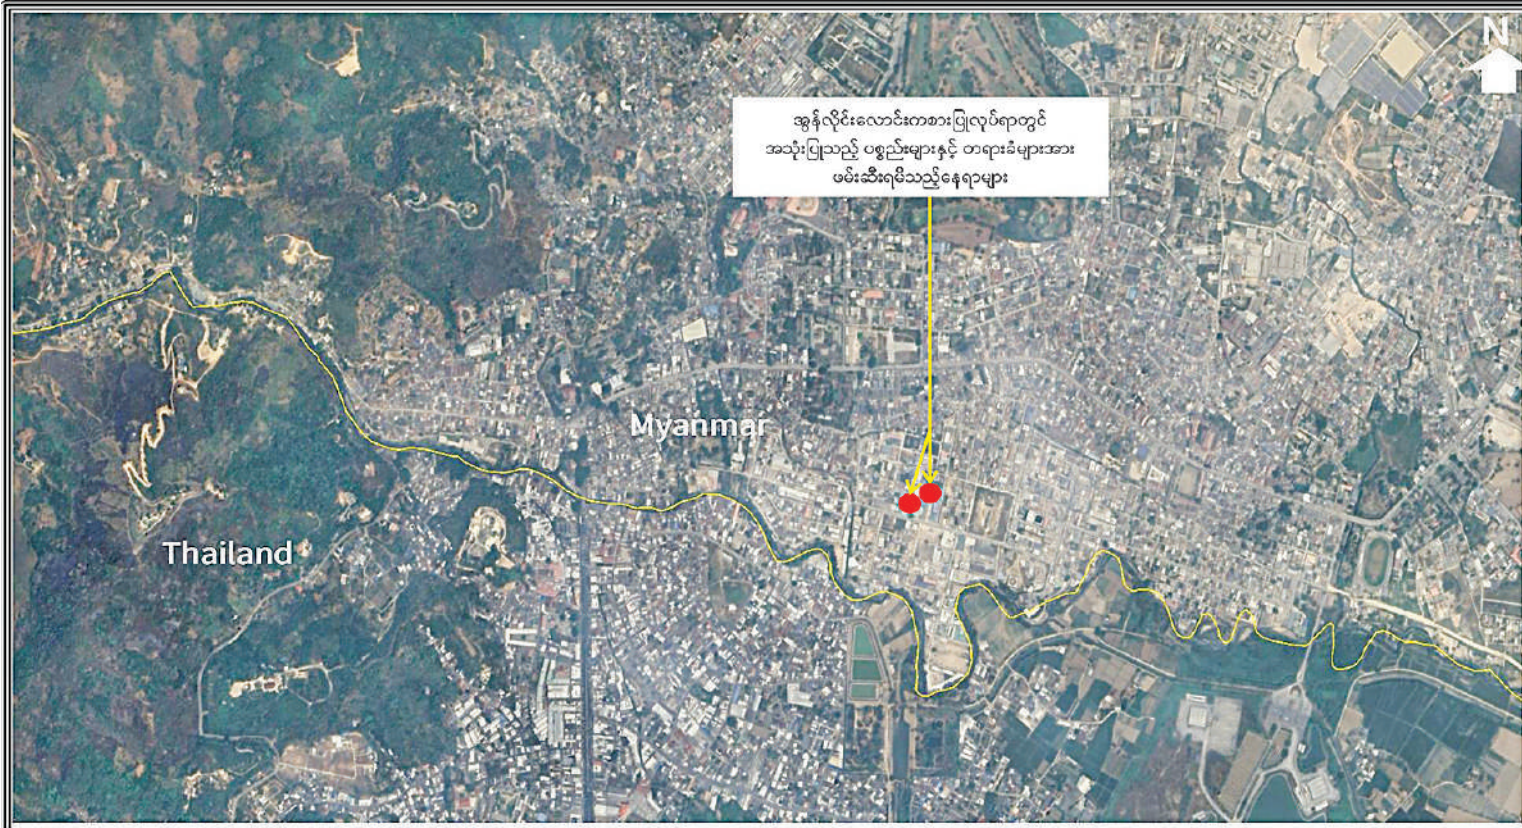 N
အွန်လိုင်းလောင်းကစားပြုလုပ်ရာတွင်
အသုံးပြုသည့် ပစ္စည်းများနှင့် တရားခံများအား
ဖမ်းဆီးရမိသည့်နေရာများ
Myanmar
Thailand